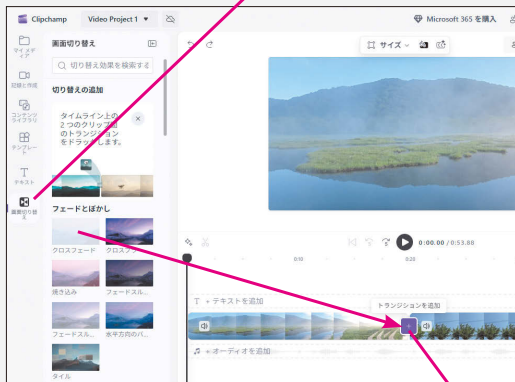 Clipchamp
Video Project 1
Microsoft 365 を購入
マイ メディア
記録と作成
コンテンツ ライブラリ
テンプレート
テキスト
画面切り替え
画面切り替え
切り替え効果を検索する
切り替えの追加
タイムライン上の
2 つのクリップ間
のトランジション
をドラッグします。
フェードとぼかし
クロスフェード
焼き込み
フェードスル...
フェードスル...
水平方向のバ...
タイル
サイズ
0:00.00 / 0:53.88
0:10
0:20
T + テキストを追加
トランジションを追加
+ オーディオを追加